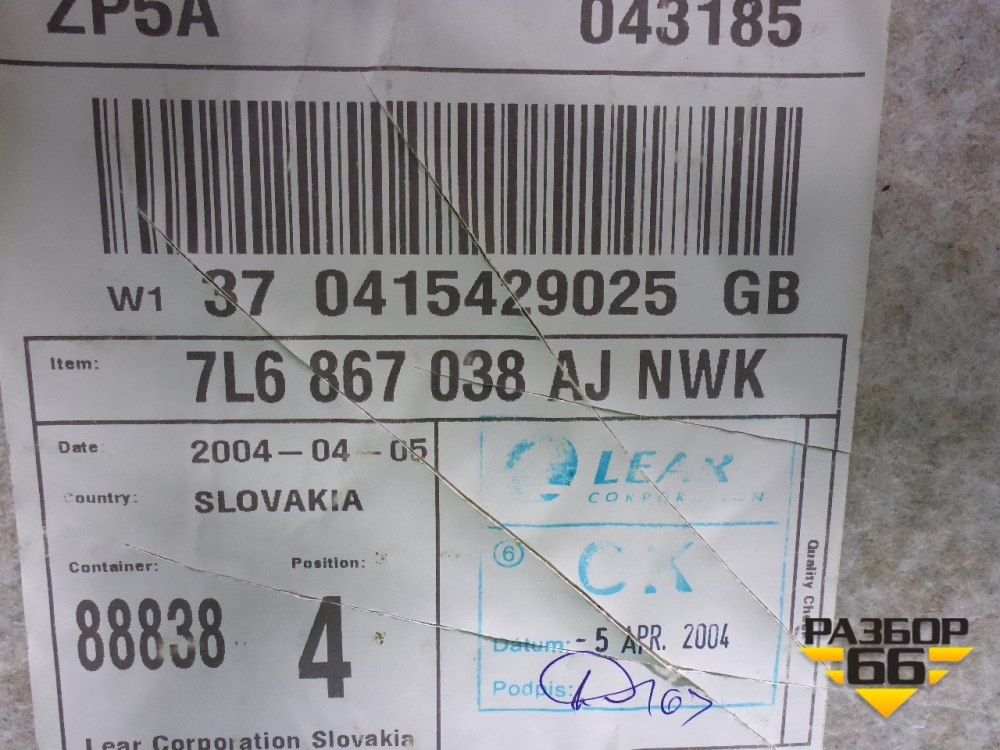 ZP5A 043185
W1 37 0415429025 GB
Item: 7L6 867 038 AJ NWK
Date 2004-04-05
Country: SLOVAKIA
Container: Position:
88838 4
Lear Corporation Slovakia
LEAR
CORPORATION
6 C.K
Dátum: - 5 APR. 2004
Podpis:
Quality
РАЗБОР
66